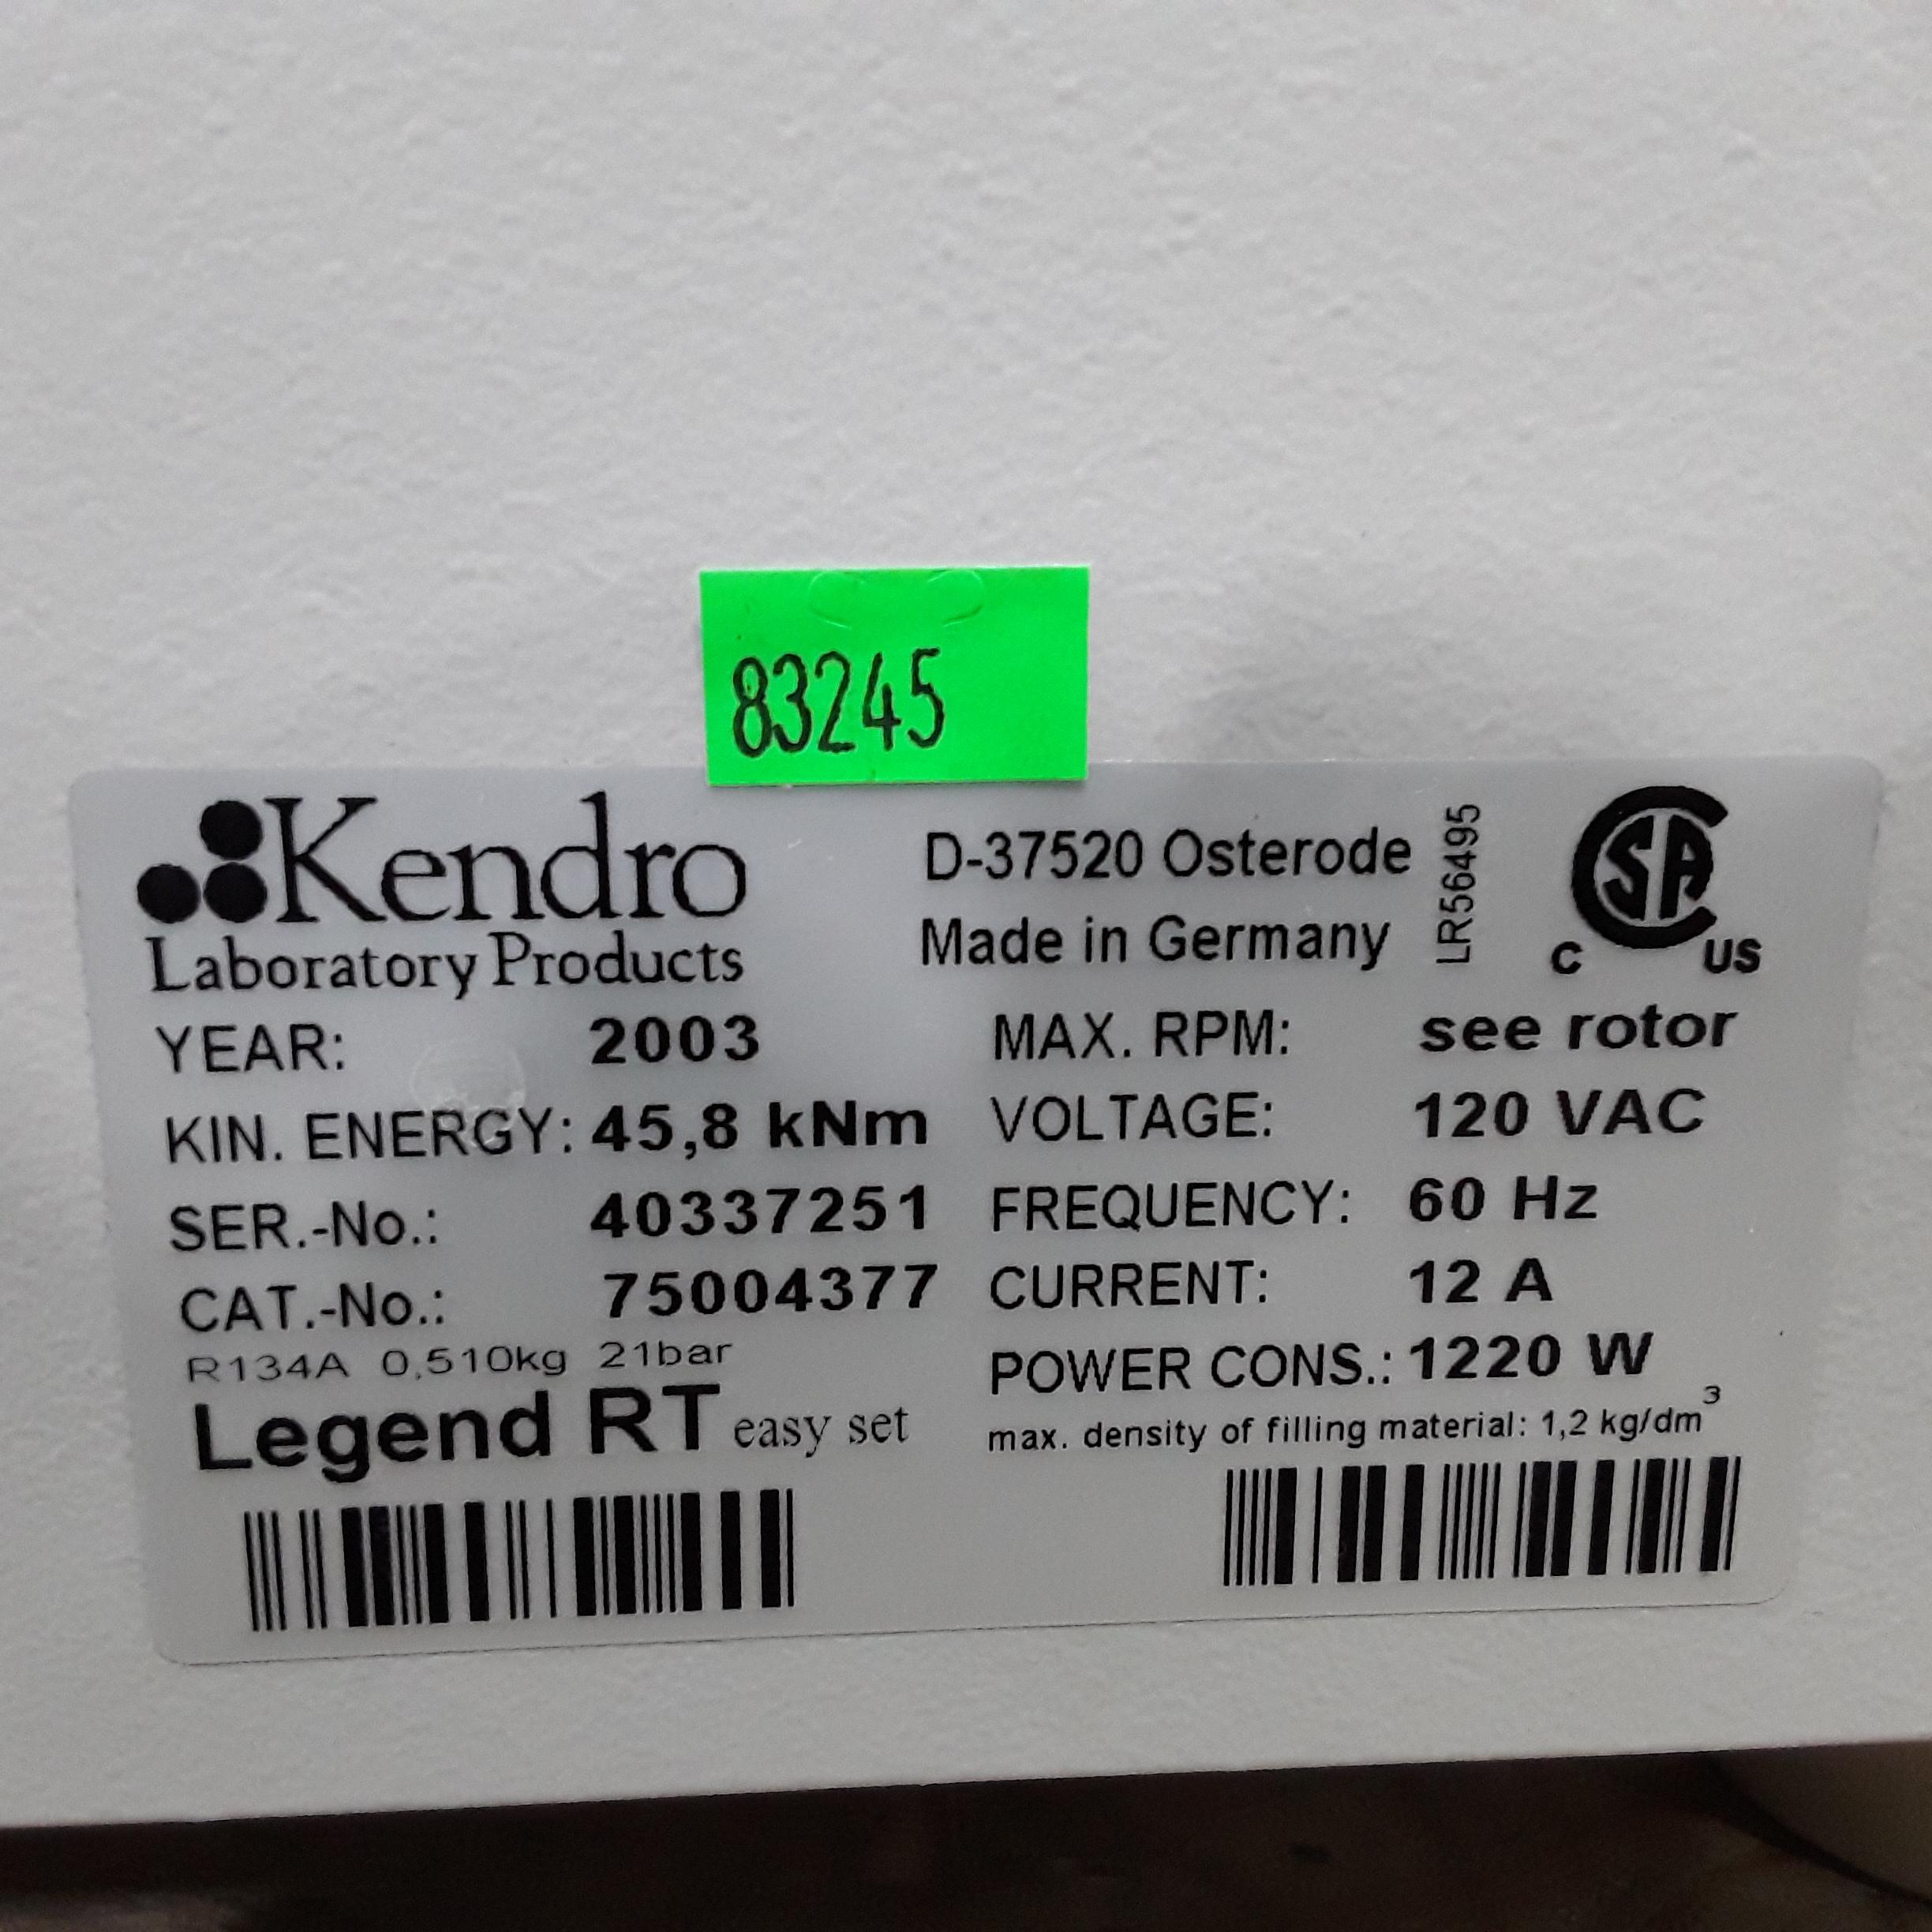 83245
Kendro
Laboratory Products
D-37520 Osterode
Made in Germany
LR56495
CSA
C US
YEAR: 2003
KIN. ENERGY: 45,8 kNm
SER.-No.: 40337251
CAT.-No.: 75004377
R134A 0,510kg 21bar
Legend RT easy set
MAX. RPM: see rotor
VOLTAGE: 120 VAC
FREQUENCY: 60 Hz
CURRENT: 12 A
POWER CONS.: 1220 W
max. density of filling material: 1,2 kg/dm³